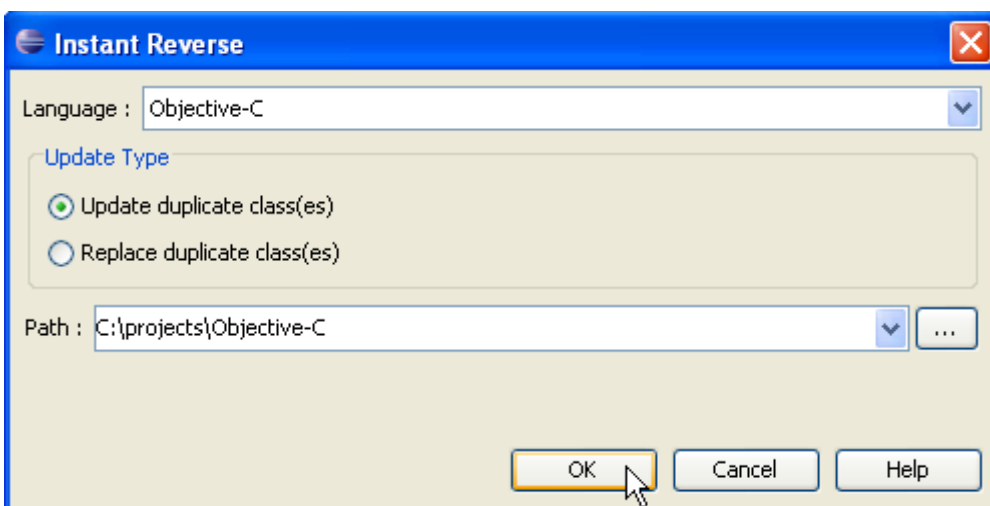 Instant Reverse
Language : Objective-C
Update Type
Update duplicate class(es)
Replace duplicate class(es)
Path : C:\projects\Objective-C ...
OK Cancel Help